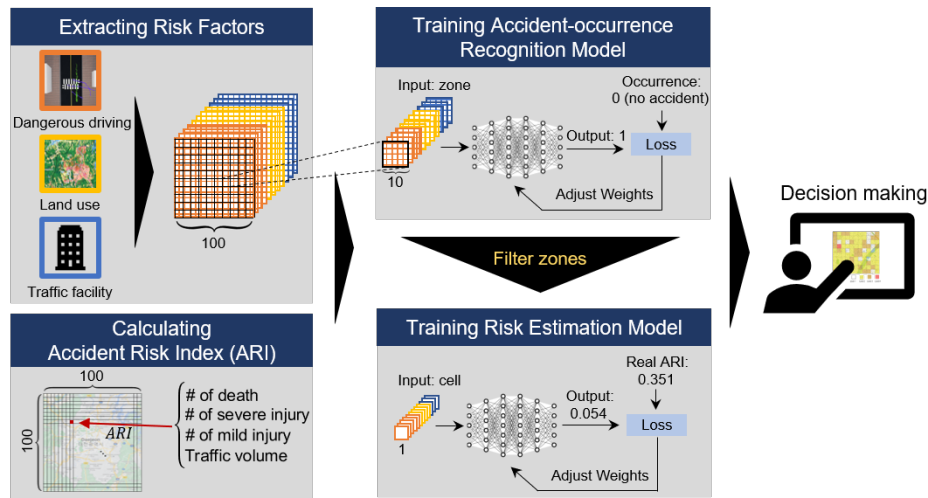 Extracting Risk Factors
Dangerous driving
Land use
Traffic facility
100
Calculating
Accident Risk Index (ARI)
100
100
ARI
# of death
# of severe injury
# of mild injury
Traffic volume
Training Accident-occurrence
Recognition Model
Input: zone
10
Occurrence:
0 (no accident)
Output: 1
Loss
Adjust Weights
Filter zones
Training Risk Estimation Model
Input: cell
1
Real ARI:
0.351
Output:
0.054
Loss
Adjust Weights
Decision making